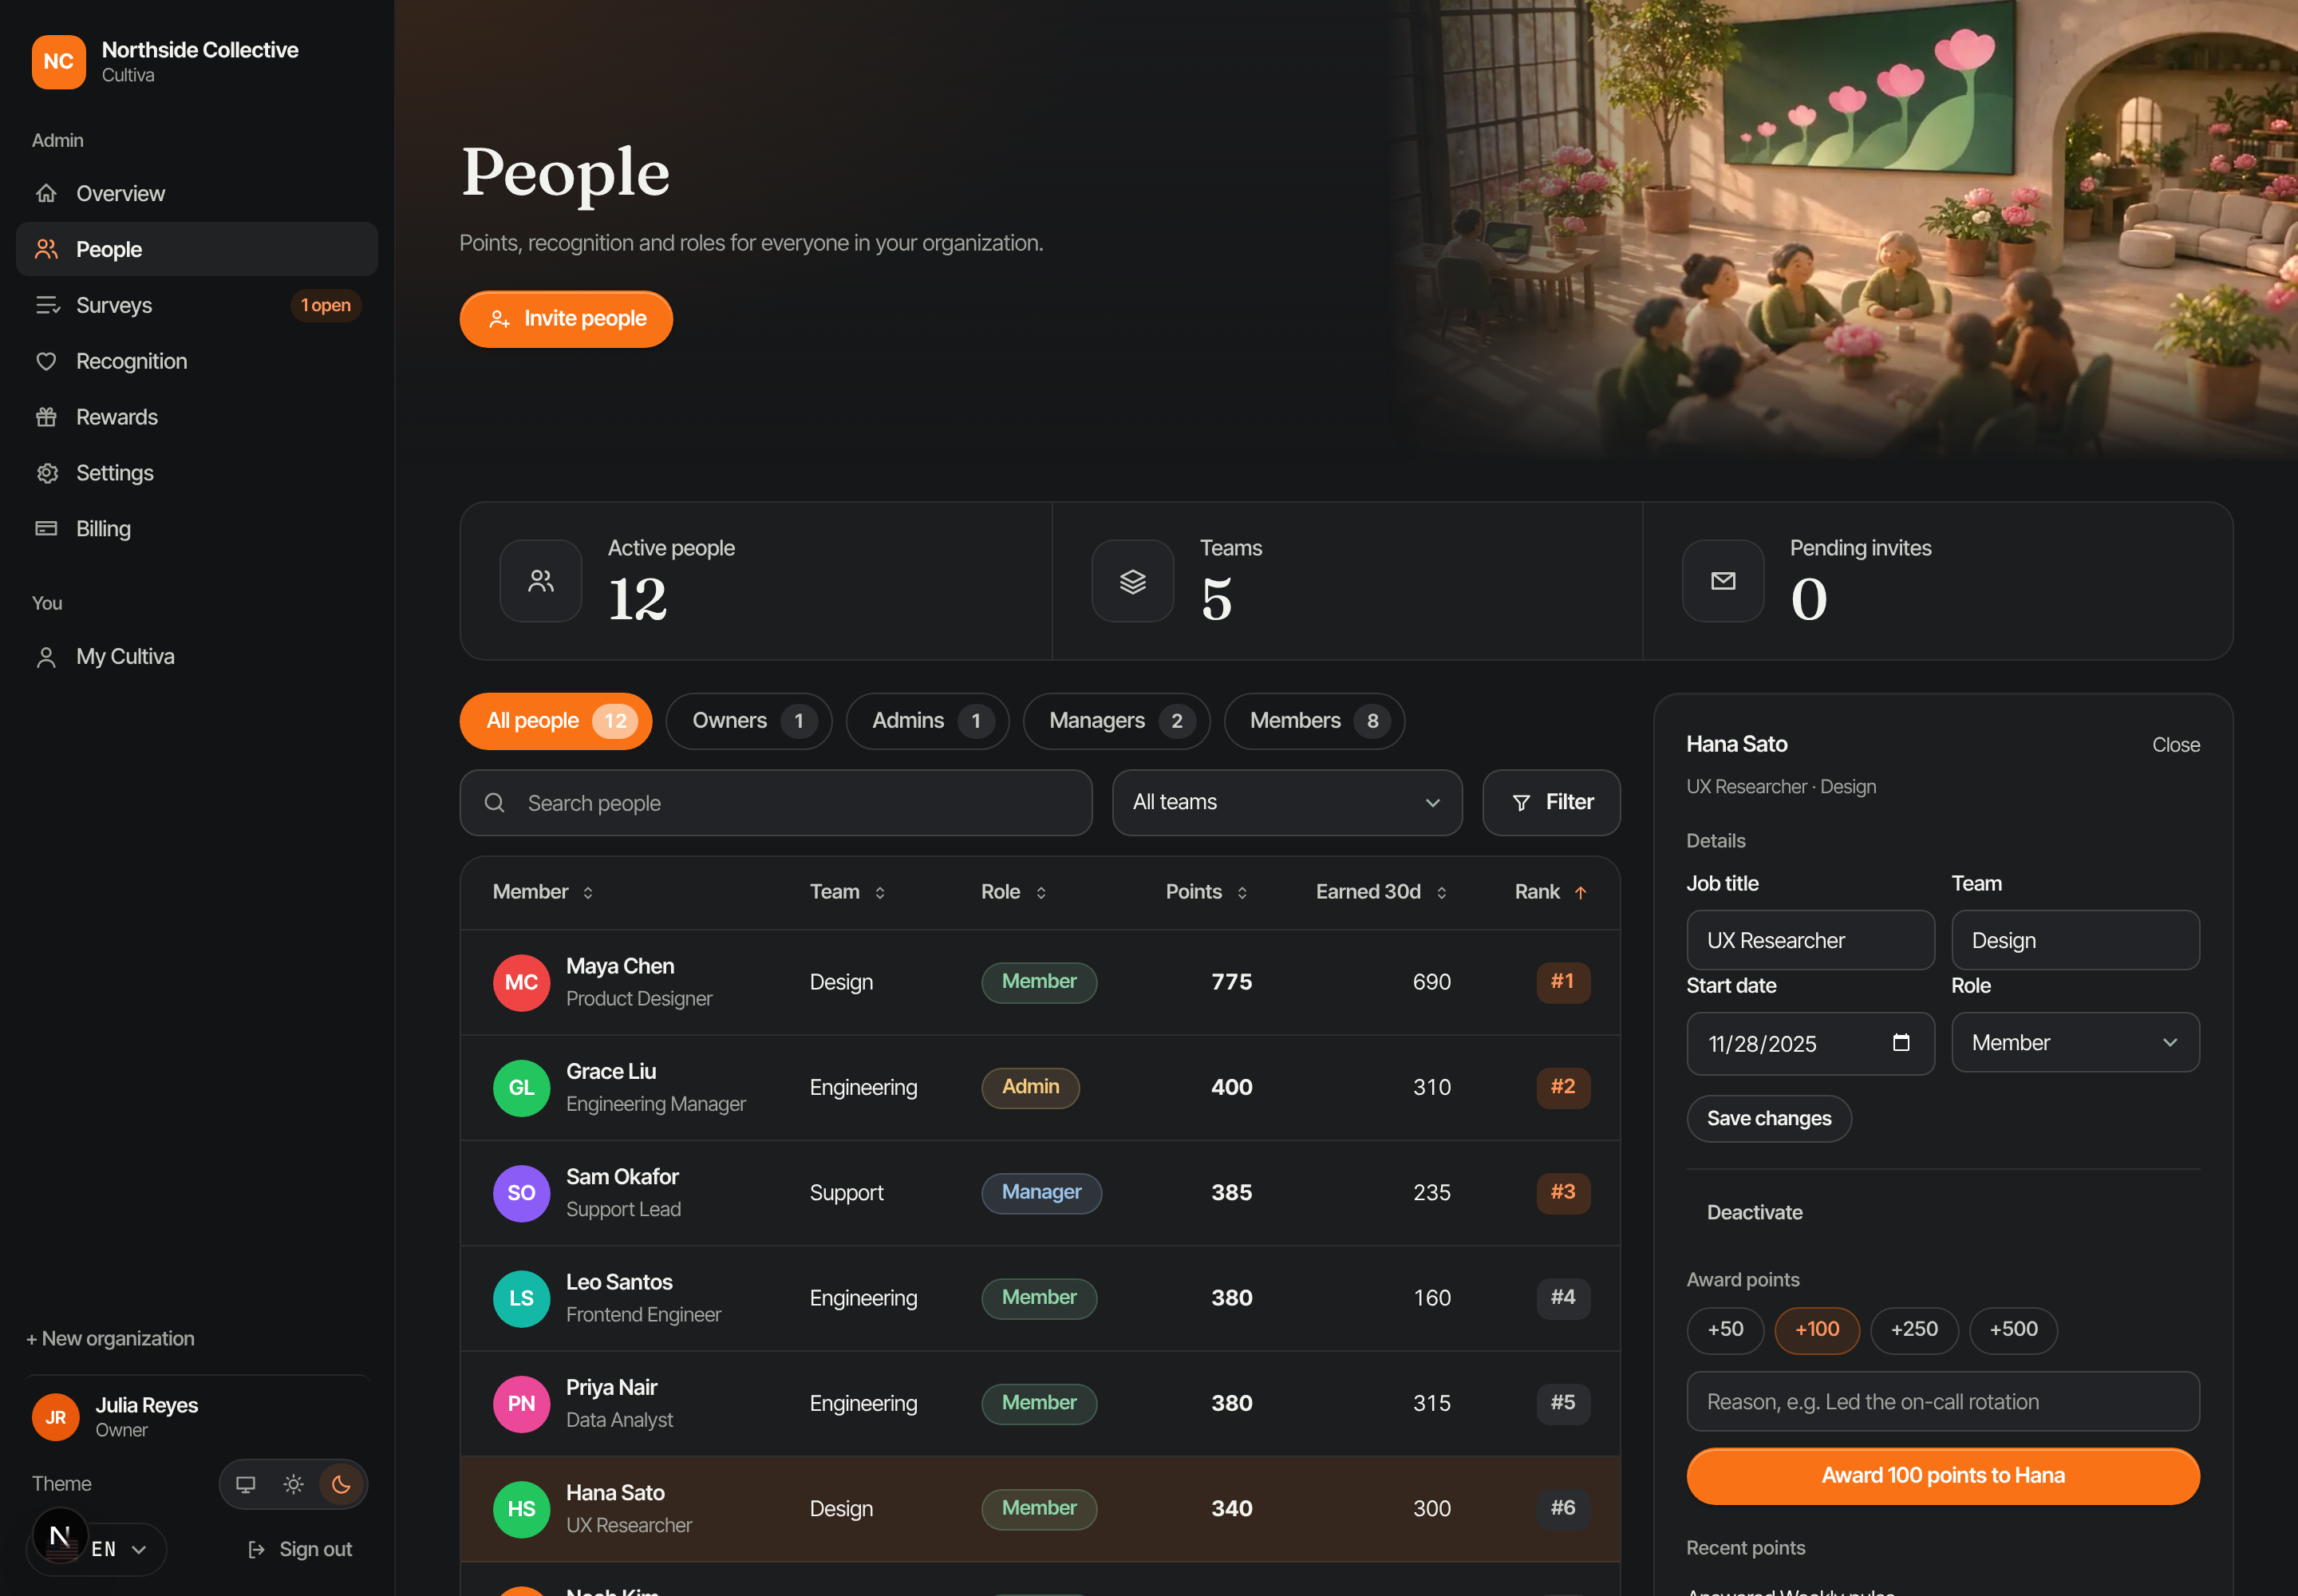 NC
Northside Collective
Cultiva
Admin
Overview
People
Surveys
1 open
Recognition
Rewards
Settings
Billing
You
My Cultiva
+ New organization
JR
Julia Reyes
Owner
Theme
N
EN
Sign out
People
Points, recognition and roles for everyone in your organization.
Invite people
Active people
12
Teams
5
Pending invites
0
All people 12
Owners 1
Admins 1
Managers 2
Members 8
Search people
All teams
Filter
Member Team Role Points Earned 30d Rank
MC
Maya Chen
Product Designer
Design Member 775 690 #1
GL
Grace Liu
Engineering Manager
Engineering Admin 400 310 #2
SO
Sam Okafor
Support Lead
Support Manager 385 235 #3
LS
Leo Santos
Frontend Engineer
Engineering Member 380 160 #4
PN
Priya Nair
Data Analyst
Engineering Member 380 315 #5
HS
Hana Sato
UX Researcher
Design Member 340 300 #6
Hana Sato
Close
UX Researcher · Design
Details
Job title Team
UX Researcher Design
Start date Role
11/28/2025 Member
Save changes
Deactivate
Award points
+50 +100 +250 +500
Reason, e.g. Led the on-call rotation
Award 100 points to Hana
Recent points